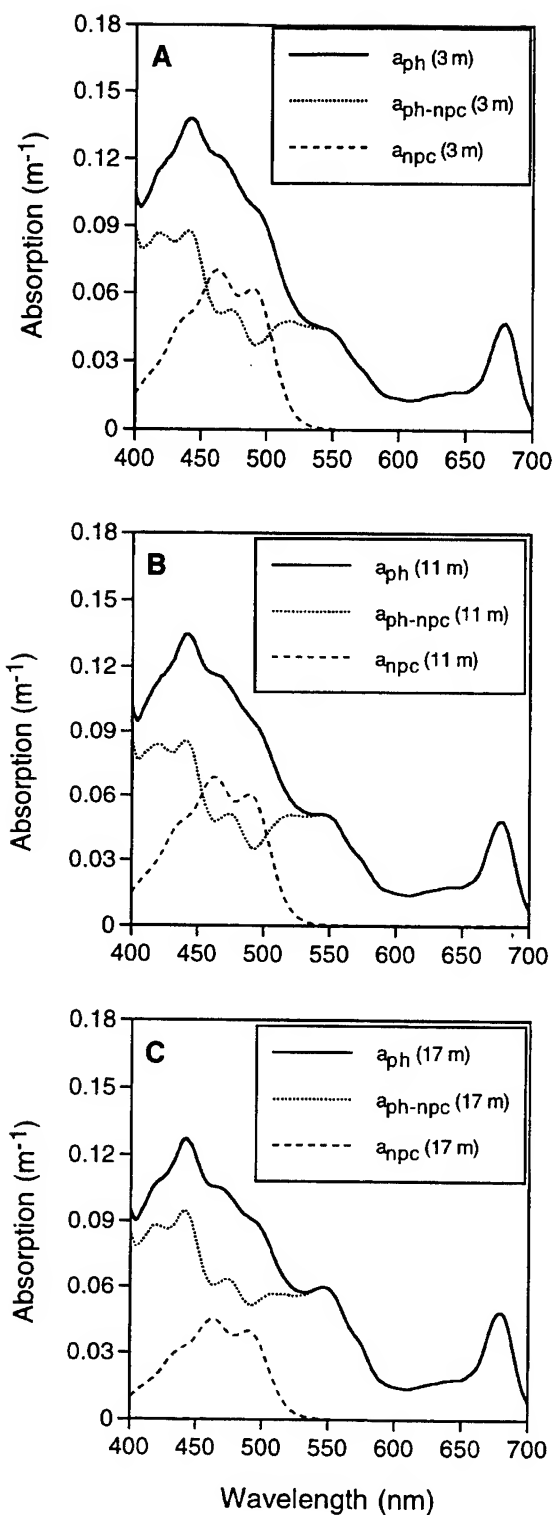 A
a_ph (3 m)
a_ph-npc (3 m)
a_npc (3 m)
Absorption (m⁻¹)
0.18
0.15
0.12
0.09
0.06
0.03
0
400 450 500 550 600 650 700
B
a_ph (11 m)
a_ph-npc (11 m)
a_npc (11 m)
Absorption (m⁻¹)
0.18
0.15
0.12
0.09
0.06
0.03
0
400 450 500 550 600 650 700
C
a_ph (17 m)
a_ph-npc (17 m)
a_npc (17 m)
Absorption (m⁻¹)
0.18
0.15
0.12
0.09
0.06
0.03
0
400 450 500 550 600 650 700
Wavelength (nm)